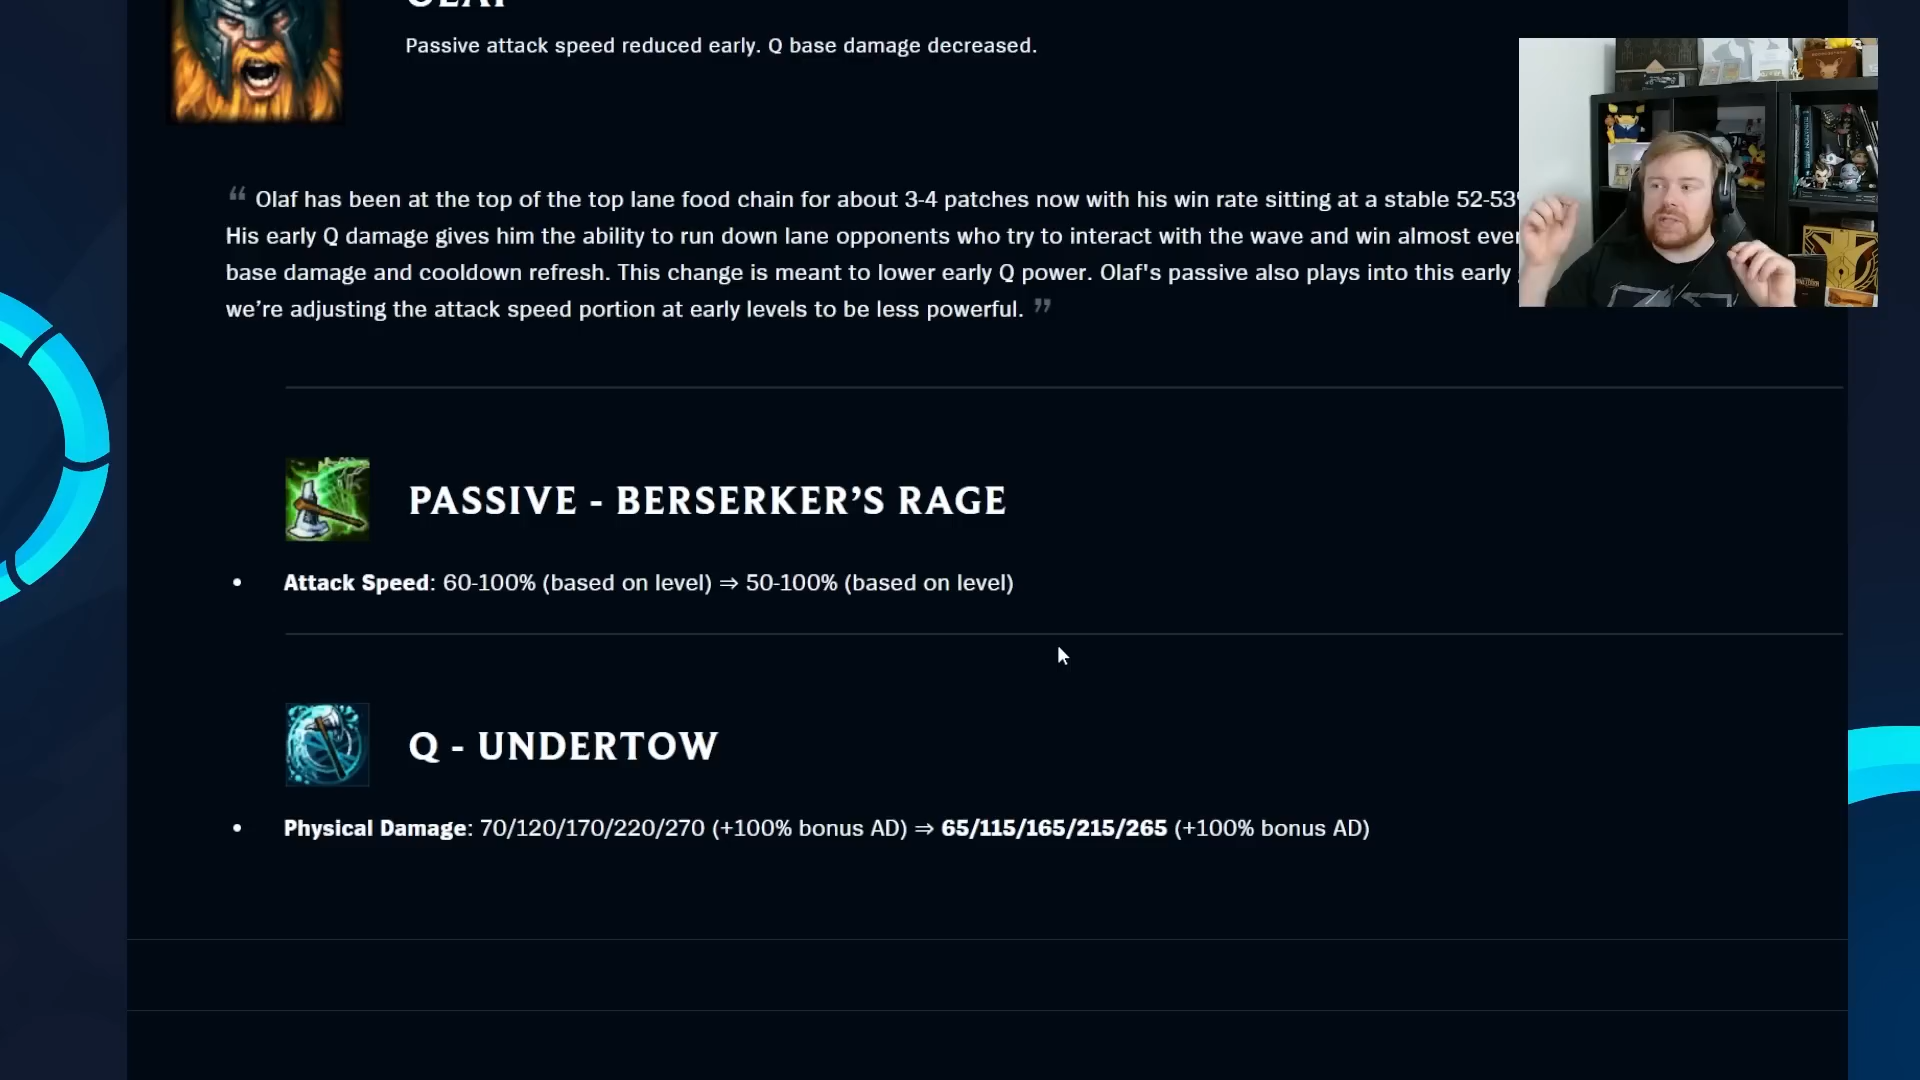 OLAF
Passive attack speed reduced early. Q base damage decreased.
“ Olaf has been at the top of the top lane food chain for about 3-4 patches now with his win rate sitting at a stable 52-53%
His early Q damage gives him the ability to run down lane opponents who try to interact with the wave and win almost ever
base damage and cooldown refresh. This change is meant to lower early Q power. Olaf's passive also plays into this early
we’re adjusting the attack speed portion at early levels to be less powerful. ”
PASSIVE - BERSERKER’S RAGE
• Attack Speed: 60-100% (based on level) ⇒ 50-100% (based on level)
Q - UNDERTOW
• Physical Damage: 70/120/170/220/270 (+100% bonus AD) ⇒ 65/115/165/215/265 (+100% bonus AD)